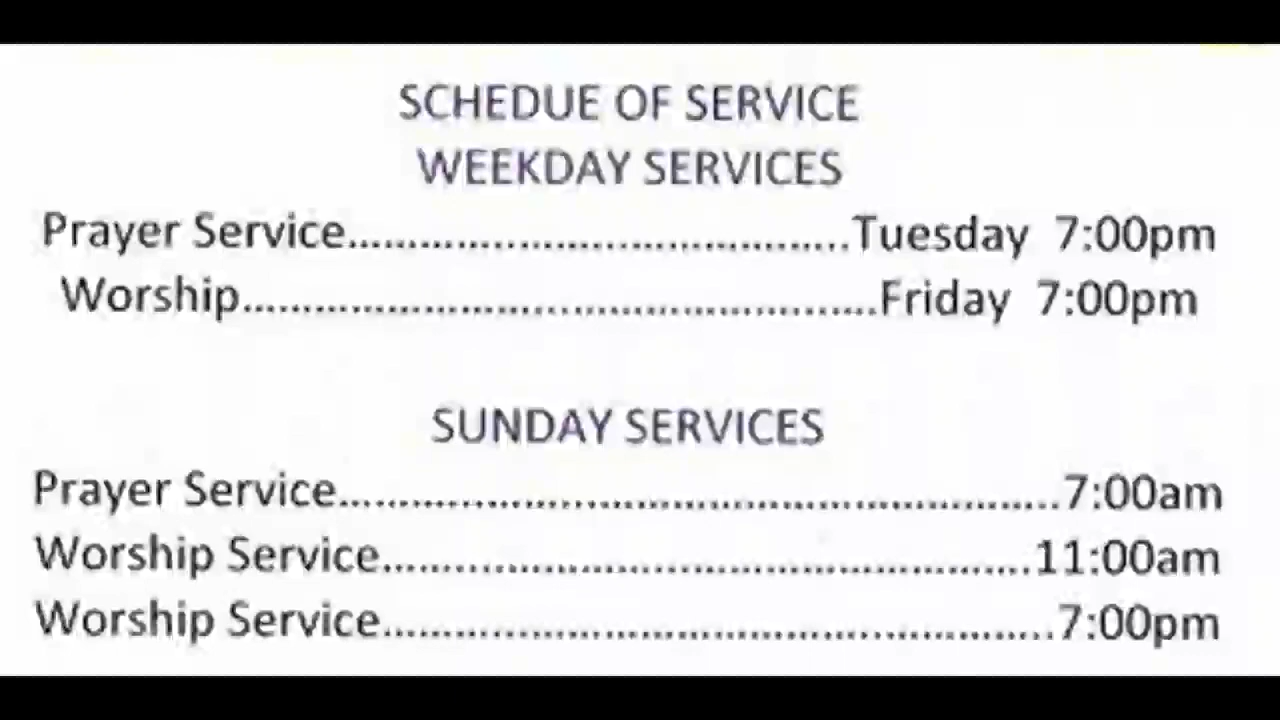 SCHEDUE OF SERVICE
WEEKDAY SERVICES
Prayer Service..........................................Tuesday 7:00pm
Worship.....................................................Friday 7:00pm
SUNDAY SERVICES
Prayer Service............................................................7:00am
Worship Service......................................................11:00am
Worship Service........................................................7:00pm